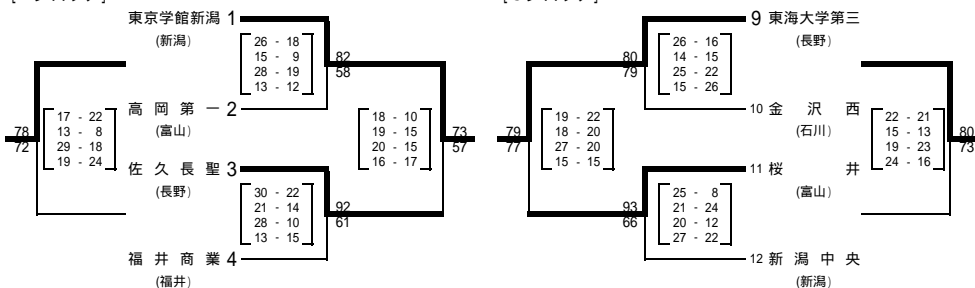 東京学館新潟 1
(新潟)
26 - 18
15 - 9
28 - 19
13 - 12
82
58
高岡第一 2
(富山)
17 - 22
13 - 8
29 - 18
19 - 24
78
72
18 - 10
19 - 15
20 - 15
16 - 17
73
57
佐久長聖 3
(長野)
30 - 22
21 - 14
28 - 10
13 - 15
92
61
福井商業 4
(福井)
9 東海大学第三
(長野)
80
79
26 - 16
14 - 15
25 - 22
15 - 26
10 金沢西
(石川)
79
77
19 - 22
18 - 20
27 - 20
15 - 15
22 - 21
15 - 13
19 - 23
24 - 16
80
73
11 桜井
(富山)
93
66
25 - 8
21 - 24
20 - 12
27 - 22
12 新潟中央
(新潟)